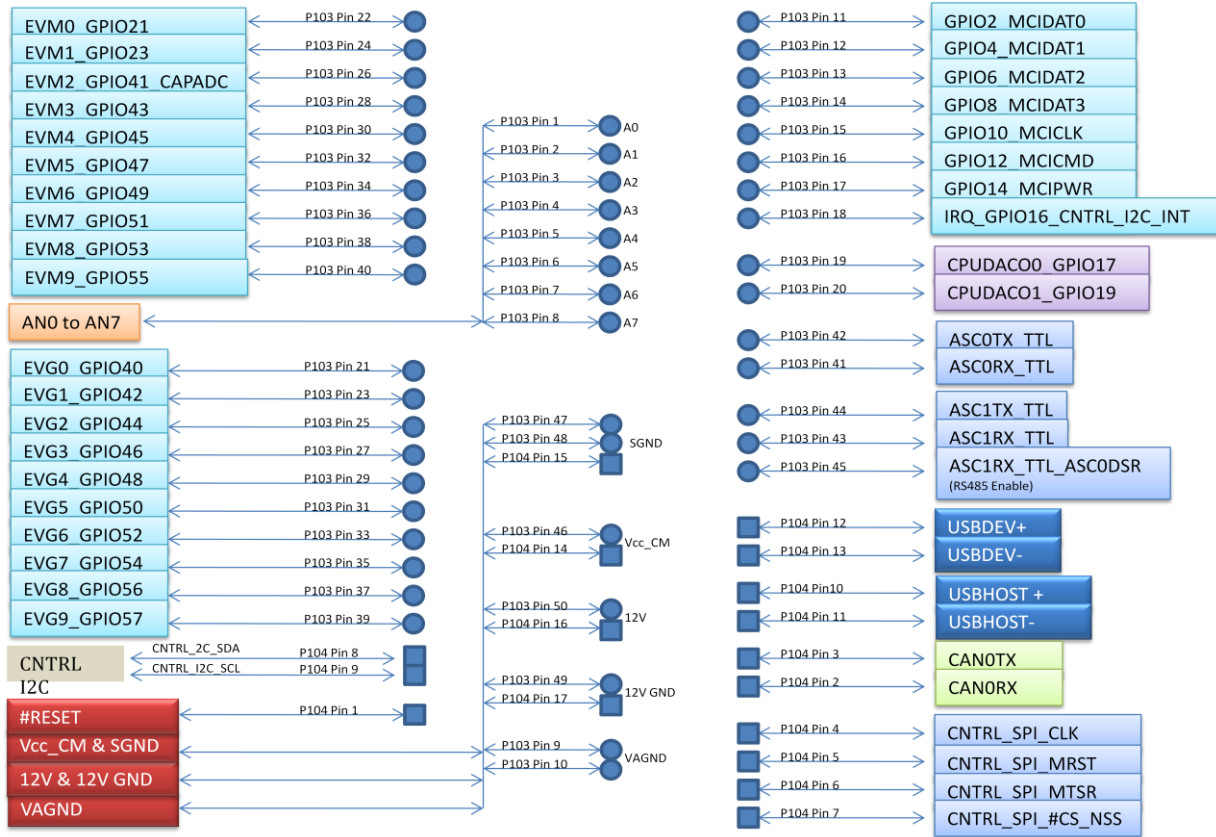 EVM0_GPIO21
P103 Pin 22
EVM1_GPIO23
P103 Pin 24
EVM2_GPIO41_CAPADC
P103 Pin 26
EVM3_GPIO43
P103 Pin 28
EVM4_GPIO45
P103 Pin 30
EVM5_GPIO47
P103 Pin 32
EVM6_GPIO49
P103 Pin 34
EVM7_GPIO51
P103 Pin 36
EVM8_GPIO53
P103 Pin 38
EVM9_GPIO55
P103 Pin 40
AN0 to AN7
EVG0_GPIO40
P103 Pin 21
EVG1_GPIO42
P103 Pin 23
EVG2_GPIO44
P103 Pin 25
EVG3_GPIO46
P103 Pin 27
EVG4_GPIO48
P103 Pin 29
EVG5_GPIO50
P103 Pin 31
EVG6_GPIO52
P103 Pin 33
EVG7_GPIO54
P103 Pin 35
EVG8_GPIO56
P103 Pin 37
EVG9_GPIO57
P103 Pin 39
CNTRL
I2C
CNTRL_2C_SDA
P104 Pin 8
CNTRL_I2C_SCL
P104 Pin 9
#RESET
P104 Pin 1
Vcc_CM & SGND
12V & 12V GND
VAGND
P103 Pin 1
A0
P103 Pin 2
A1
P103 Pin 3
A2
P103 Pin 4
A3
P103 Pin 5
A4
P103 Pin 6
A5
P103 Pin 7
A6
P103 Pin 8
A7
P103 Pin 47
P103 Pin 48
SGND
P104 Pin 15
P103 Pin 46
Vcc_CM
P104 Pin 14
P103 Pin 50
12V
P104 Pin 16
P103 Pin 49
12V GND
P104 Pin 17
P103 Pin 9
VAGND
P103 Pin 10
P103 Pin 11
GPIO2_MCIDAT0
P103 Pin 12
GPIO4_MCIDAT1
P103 Pin 13
GPIO6_MCIDAT2
P103 Pin 14
GPIO8_MCIDAT3
P103 Pin 15
GPIO10_MCICLK
P103 Pin 16
GPIO12_MCICMD
P103 Pin 17
GPIO14_MCIPWR
P103 Pin 18
IRQ_GPIO16_CNTRL_I2C_INT
P103 Pin 19
CPUDACO0_GPIO17
P103 Pin 20
CPUDACO1_GPIO19
P103 Pin 42
ASC0TX_TTL
P103 Pin 41
ASC0RX_TTL
P103 Pin 44
ASC1TX_TTL
P103 Pin 43
ASC1RX_TTL
P103 Pin 45
ASC1RX_TTL_ASC0DSR
(RS485 Enable)
P104 Pin 12
USBDEV+
P104 Pin 13
USBDEV-
P104 Pin10
USBHOST +
P104 Pin 11
USBHOST-
P104 Pin 3
CAN0TX
P104 Pin 2
CAN0RX
P104 Pin 4
CNTRL_SPI_CLK
P104 Pin 5
CNTRL_SPI_MRST
P104 Pin 6
CNTRL_SPI_MTSR
P104 Pin 7
CNTRL_SPI_#CS_NSS